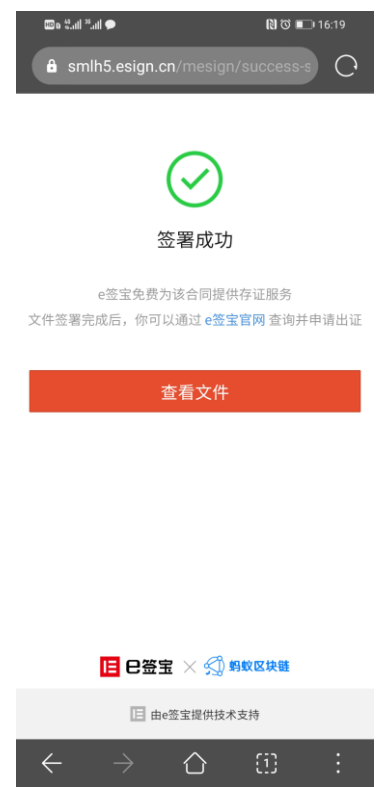 16:19
smlh5.esign.cn/mesign/success-s
签署成功
e签宝免费为该合同提供存证服务
文件签署完成后，你可以通过 e签宝官网 查询并申请出证
查看文件
e签宝 × 蚂蚁区块链
由e签宝提供技术支持
1